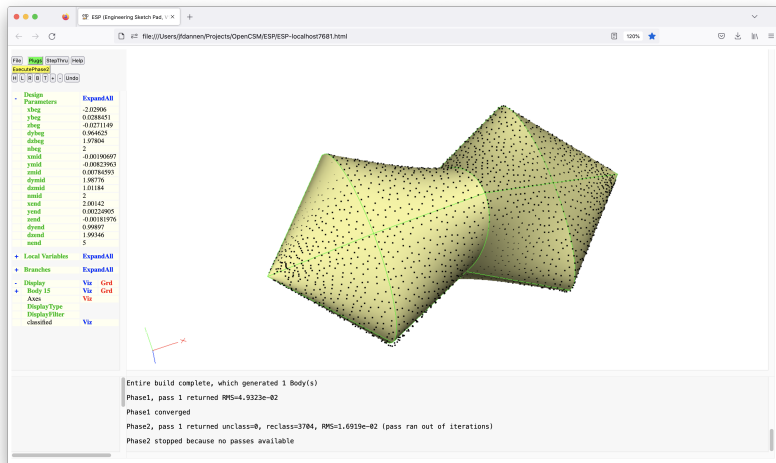 ESP (Engineering Sketch Pad, v
file:///Users/jfdannen/Projects/OpenCSM/ESP/ESP-localhost7681.html
120%
File Plugs StepThru Help
ExecutePhase2
H L R B T + - Undo
- Design Parameters ExpandAll
xbeg -2.02906
ybeg 0.0288451
zbeg -0.0271149
dybeg 0.964625
dzbeg 1.97804
nbeg 2
xmid -0.00190697
ymid -0.00823963
zmid 0.00784593
dymid 1.98776
dzmid 1.01184
nmid 2
xend 2.00142
yend 0.00224905
zend -0.00181976
dyend 0.99897
dzend 1.99346
nend 5
+ Local Variables ExpandAll
+ Branches ExpandAll
- Display Viz Grd
+ Body 15 Viz Grd
Axes Viz
DisplayType
DisplayFilter
classified Viz
Entire build complete, which generated 1 Body(s)
Phase1, pass 1 returned RMS=4.9323e-02
Phase1 converged
Phase2, pass 1 returned unclass=0, reclass=3704, RMS=1.6919e-02 (pass ran out of iterations)
Phase2 stopped because no passes available